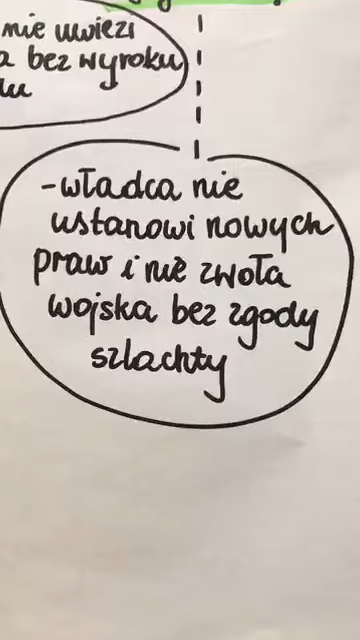 nie uwięzi
bez wyroku
-władca nie
ustanowi nowych
praw i nie zwoła
wojska bez zgody
szlachty